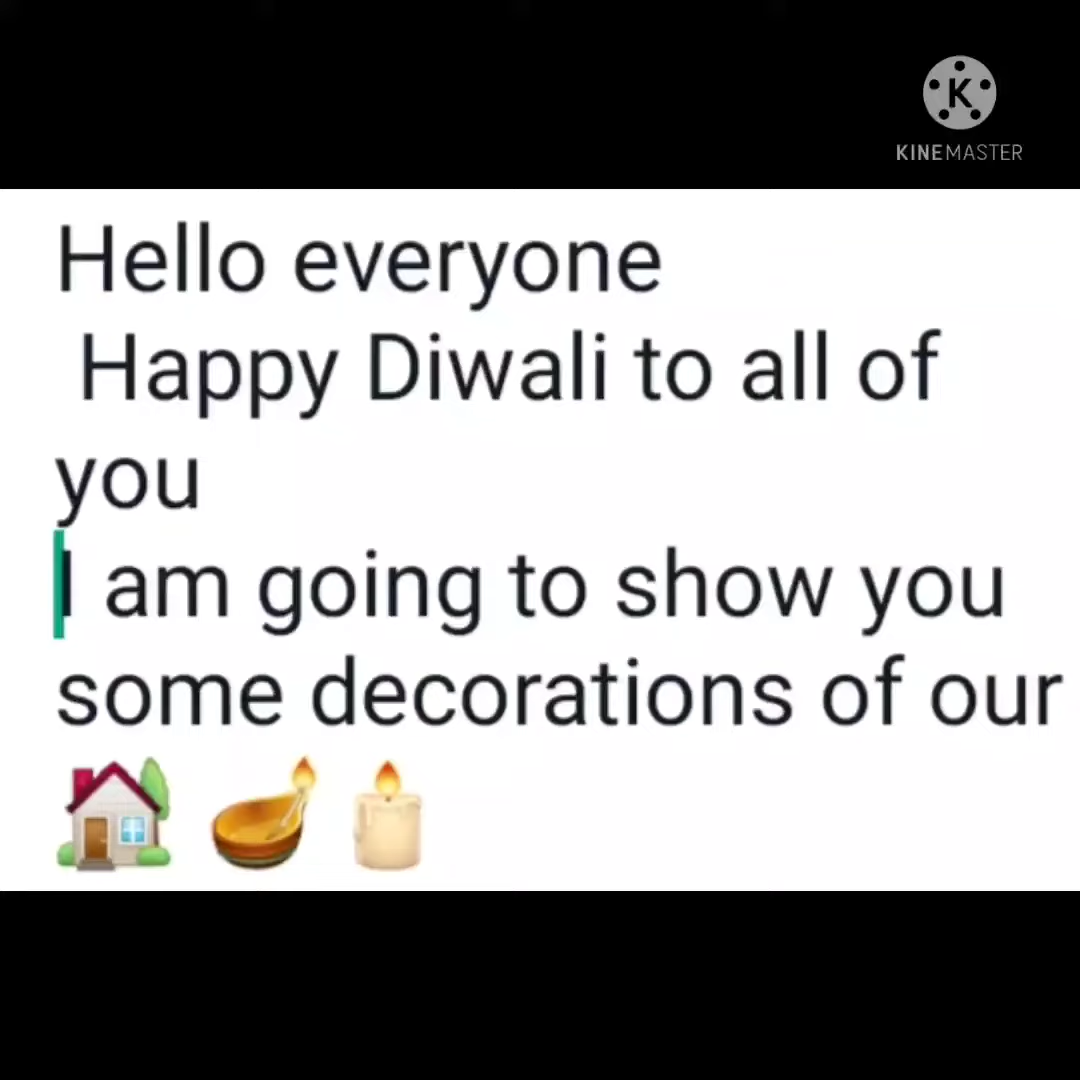 K
KINEMASTER
Hello everyone
Happy Diwali to all of
you
I am going to show you
some decorations of our
🏡 🪔 🕯️